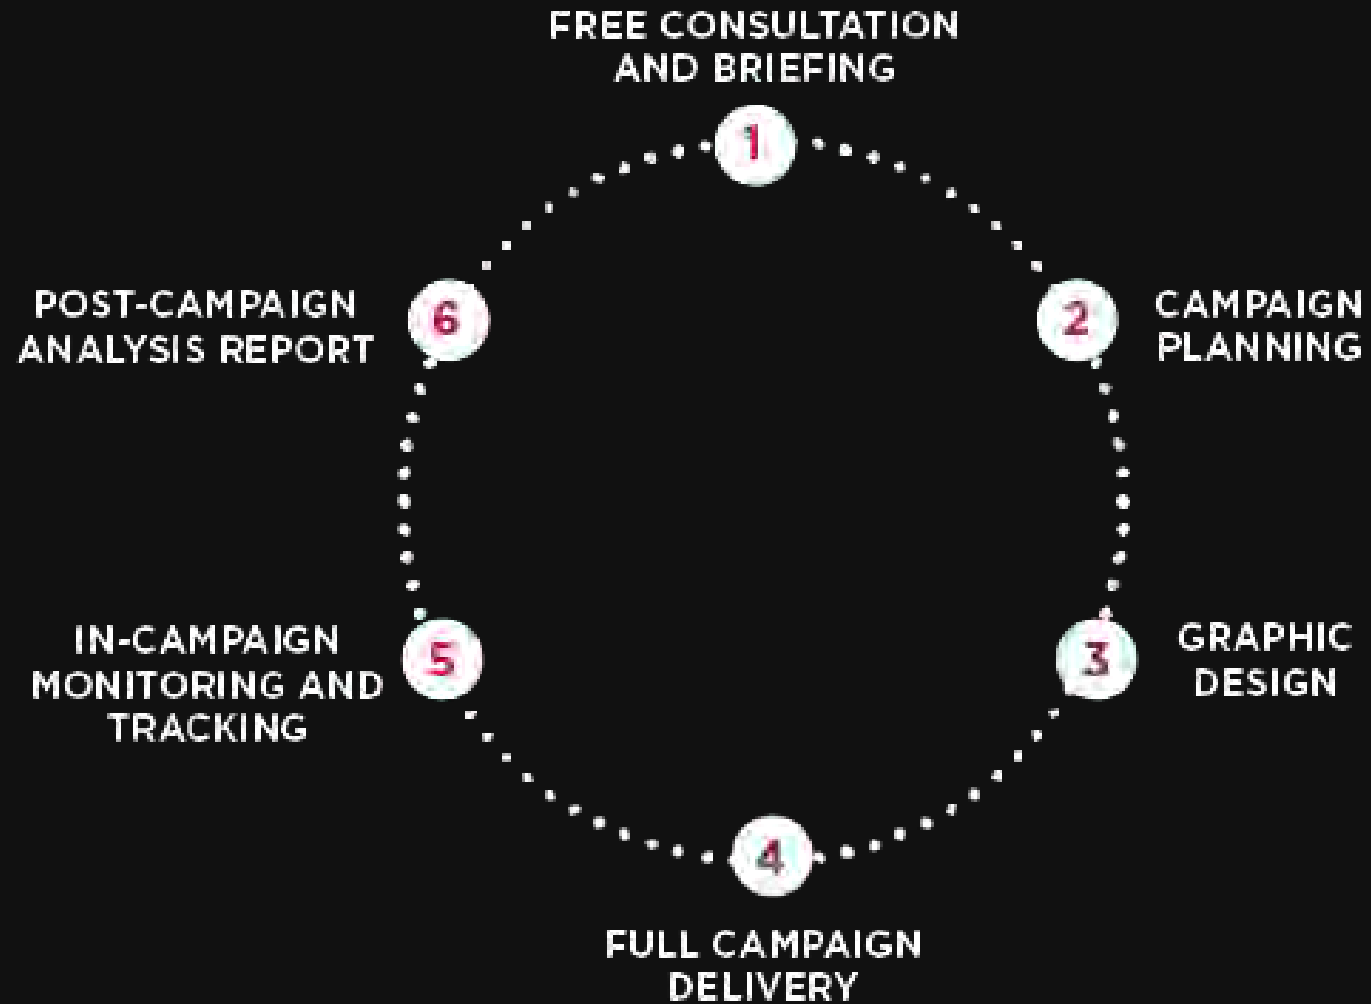 FREE CONSULTATION
AND BRIEFING
1
2
CAMPAIGN
PLANNING
3
GRAPHIC
DESIGN
4
FULL CAMPAIGN
DELIVERY
5
IN-CAMPAIGN
MONITORING AND
TRACKING
6
POST-CAMPAIGN
ANALYSIS REPORT